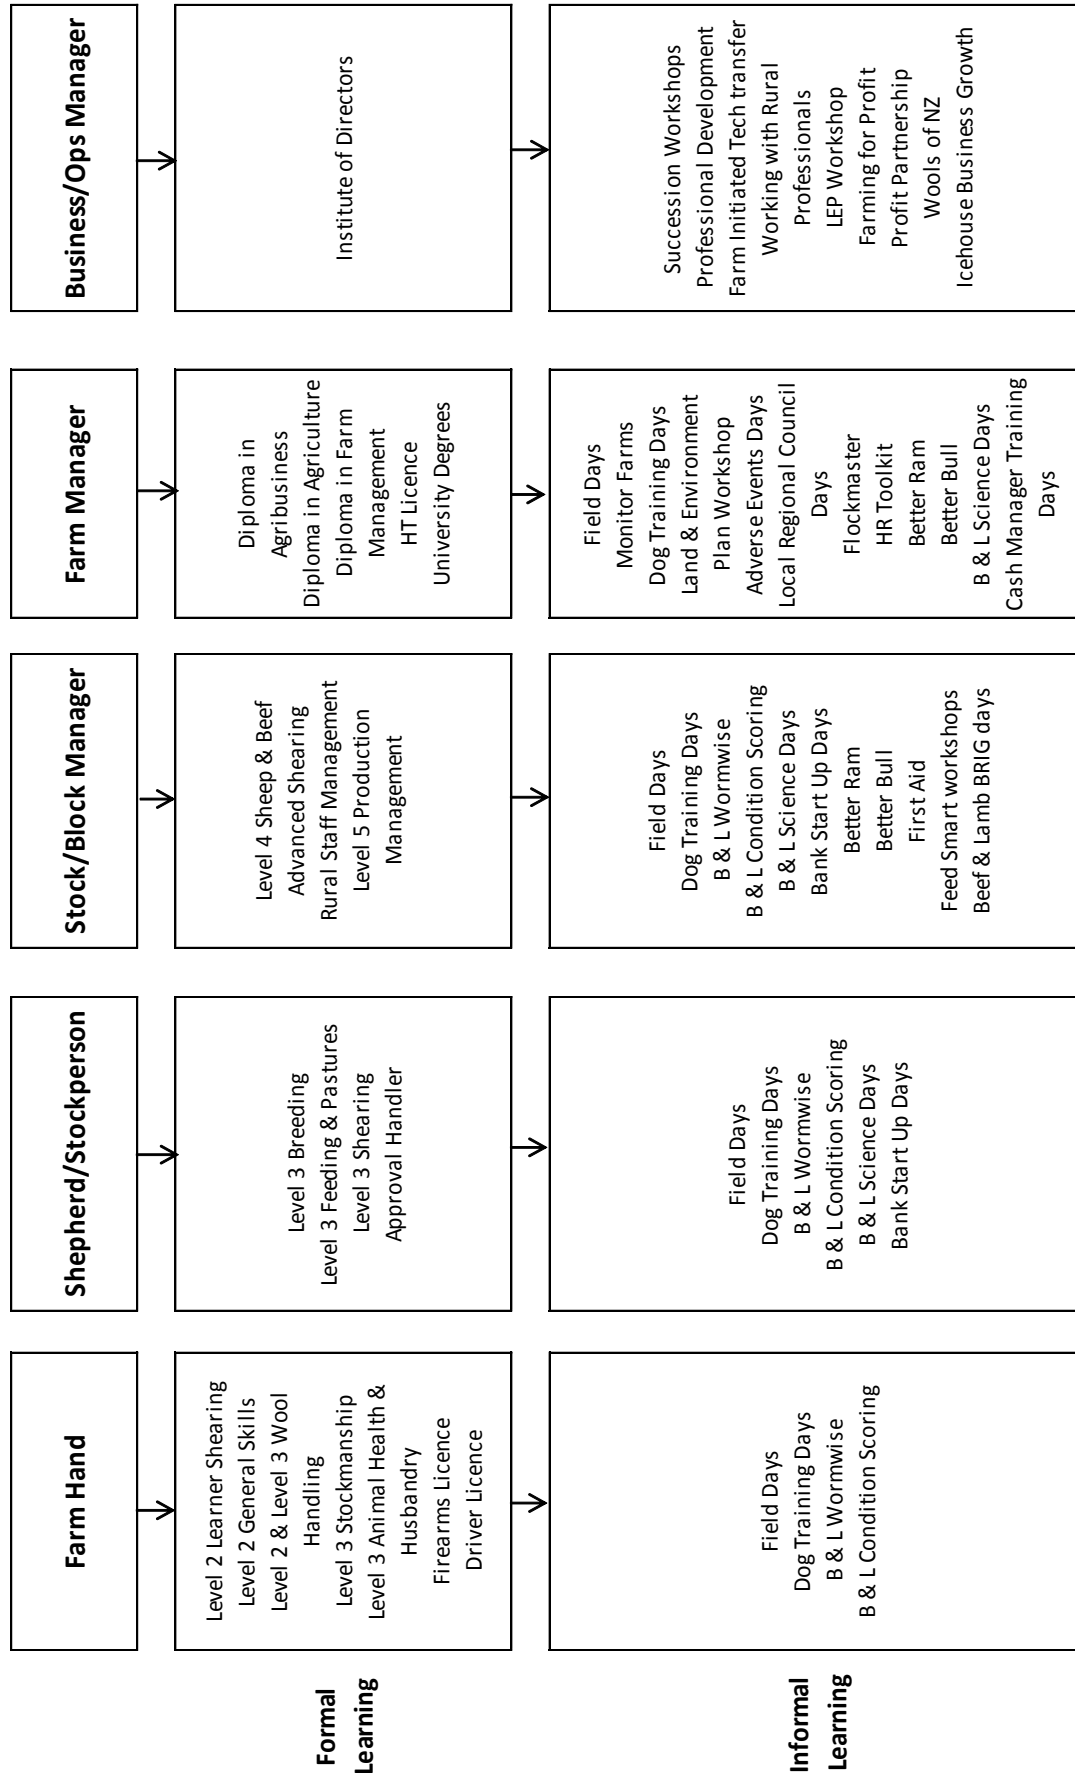 Farm Hand
Shepherd/Stockperson
Stock/Block Manager
Farm Manager
Business/Ops Manager
Formal
Learning
Level 2 Learner Shearing
Level 2 General Skills
Level 2 & Level 3 Wool
Handling
Level 3 Stockmanship
Level 3 Animal Health &
Husbandry
Firearms Licence
Driver Licence
Level 3 Breeding
Level 3 Feeding & Pastures
Level 3 Shearing
Approval Handler
Level 4 Sheep & Beef
Advanced Shearing
Rural Staff Management
Level 5 Production
Management
Diploma in
Agribusiness
Diploma in Agriculture
Diploma in Farm
Management
HT Licence
University Degrees
Institute of Directors
Informal
Learning
Field Days
Dog Training Days
B & L Wormwise
B & L Condition Scoring
Field Days
Dog Training Days
B & L Wormwise
B & L Condition Scoring
B & L Science Days
Bank Start Up Days
Field Days
Dog Training Days
B & L Wormwise
B & L Condition Scoring
B & L Science Days
Bank Start Up Days
Better Ram
Better Bull
First Aid
Feed Smart workshops
Beef & Lamb BRIG days
Field Days
Monitor Farms
Dog Training Days
Land & Environment
Plan Workshop
Adverse Events Days
Local Regional Council
Days
Flockmaster
HR Toolkit
Better Ram
Better Bull
B & L Science Days
Cash Manager Training
Days
Succession Workshops
Professional Development
Farm Initiated Tech transfer
Working with Rural
Professionals
LEP Workshop
Farming for Profit
Profit Partnership
Wools of NZ
Icehouse Business Growth